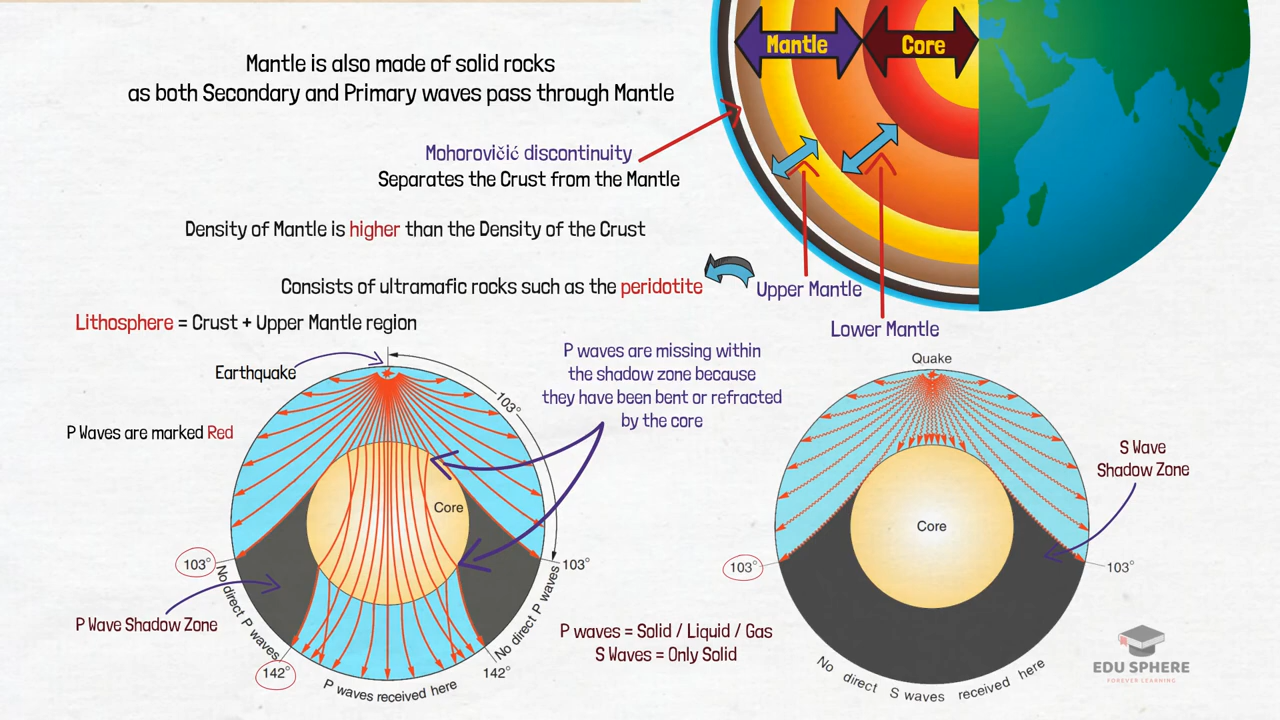 Mantle
Core
Mantle is also made of solid rocks
as both Secondary and Primary waves pass through Mantle
Mohorovičić discontinuity
Separates the Crust from the Mantle
Density of Mantle is higher than the Density of the Crust
Consists of ultramafic rocks such as the peridotite
Upper Mantle
Lower Mantle
Lithosphere = Crust + Upper Mantle region
Earthquake
P Waves are marked Red
103°
Core
103°
103°
P Wave Shadow Zone
No direct P waves
No direct P waves
142°
142°
P waves received here
P waves are missing within
the shadow zone because
they have been bent or refracted
by the core
P waves = Solid / Liquid / Gas
S Waves = Only Solid
Quake
Core
S Wave
Shadow Zone
103°
103°
No direct S waves received here
EDU SPHERE
FOREVER LEARNING